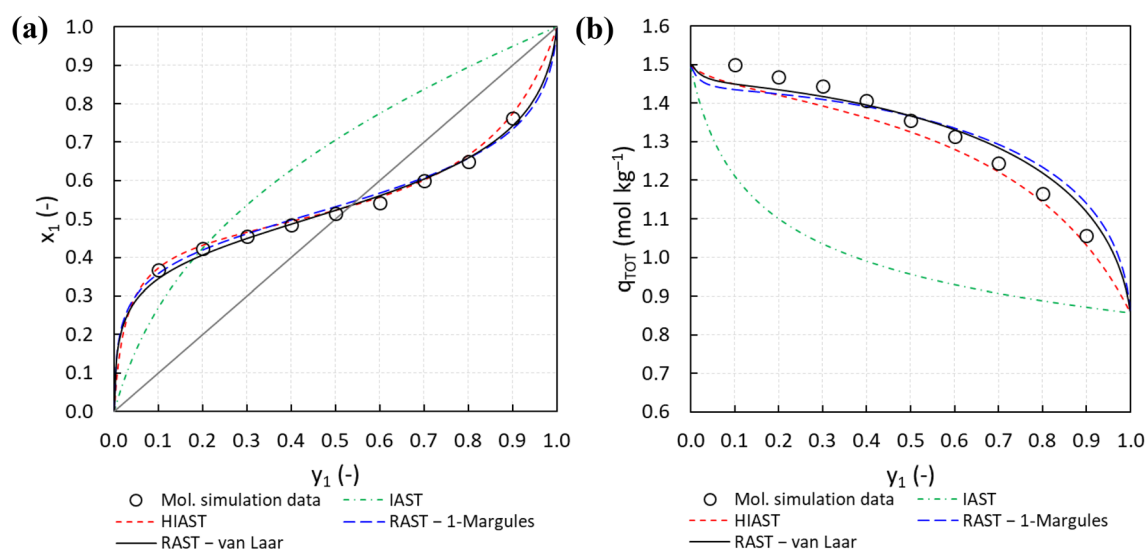 (a)
x₁ (-)
1.0
0.9
0.8
0.7
0.6
0.5
0.4
0.3
0.2
0.1
0.0
0.0 0.1 0.2 0.3 0.4 0.5 0.6 0.7 0.8 0.9 1.0
y₁ (-)
Mol. simulation data
IAST
HIAST
RAST – 1-Margules
RAST – van Laar
(b)
q_TOT (mol kg⁻¹)
1.6
1.5
1.4
1.3
1.2
1.1
1.0
0.9
0.8
0.7
0.6
0.0 0.1 0.2 0.3 0.4 0.5 0.6 0.7 0.8 0.9 1.0
y₁ (-)
Mol. simulation data
IAST
HIAST
RAST – 1-Margules
RAST – van Laar